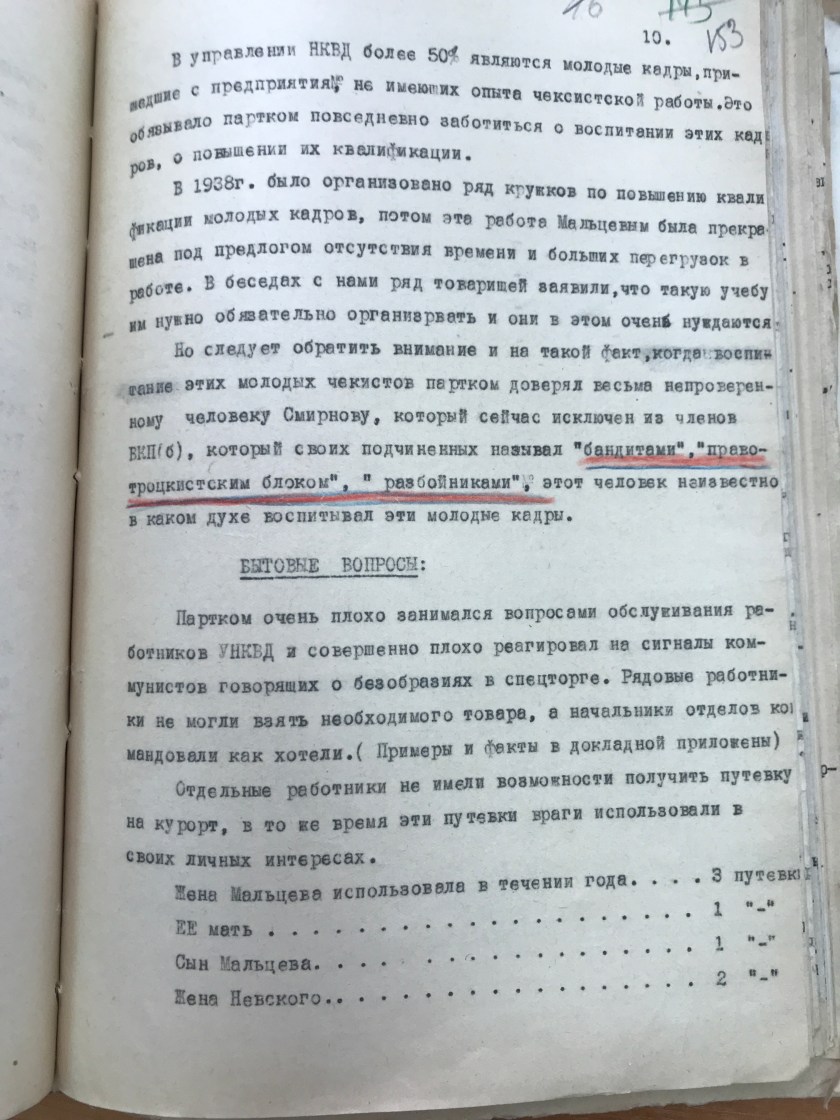 10. 153
В управлении НКВД более 50% являются молодые кадры,при-
шедшие с предприятия, не имеющих опыта чексистской работы.Это
обязывало партком повседневно заботиться о воспитании этих кад
ров, о повышении их квалификации.
В 1938г. было организовано ряд кружков по повышению квали
фикации молодых кадров, потом эта работа Мальцевым была прекра
щена под предлогом отсутствия времени и больших перегрузок в
работе. В беседах с нами ряд товарищей заявили,что такую учебу
им нужно обязательно организрвать и они в этом очень нуждаются
Но следует обратить внимание и на такой факт,когда воспи-
тание этих молодых чекистов партком доверял весьма непроверен-
ному человеку Смирнову, который сейчас исключен из членов
ВКП(б), который своих подчиненных называл "бандитами","право-
троцкистским блоком", " разбойниками", этот человек неизвестно
в каком духе воспитывал эти молодые кадры.
БЫТОВЫЕ ВОПРОСЫ:
Партком очень плохо занимался вопросами обслуживания ра-
ботников УНКВД и совершенно плохо реагировал на сигналы ком-
мунистов говорящих о безобразиях в спецторге. Рядовые работни-
ки не могли взять необходимого товара, а начальники отделов ко
мандовали как хотели.( Примеры и факты в докладной приложены)
Отдельные работники не имели возможности получить путевку
на курорт, в то же время эти путевки враги использовали в
своих личных интересах.
Жена Мальцева использовала в течении года. . . . 3 путевки
ЕЕ мать . . . . . . . . . . . . . . . . . . . . 1 "-"
Сын Мальцева. . . . . . . . . . . . . . . . . . 1 "-"
Жена Невского.. . . . . . . . . . . . . . . . . 2 "-"